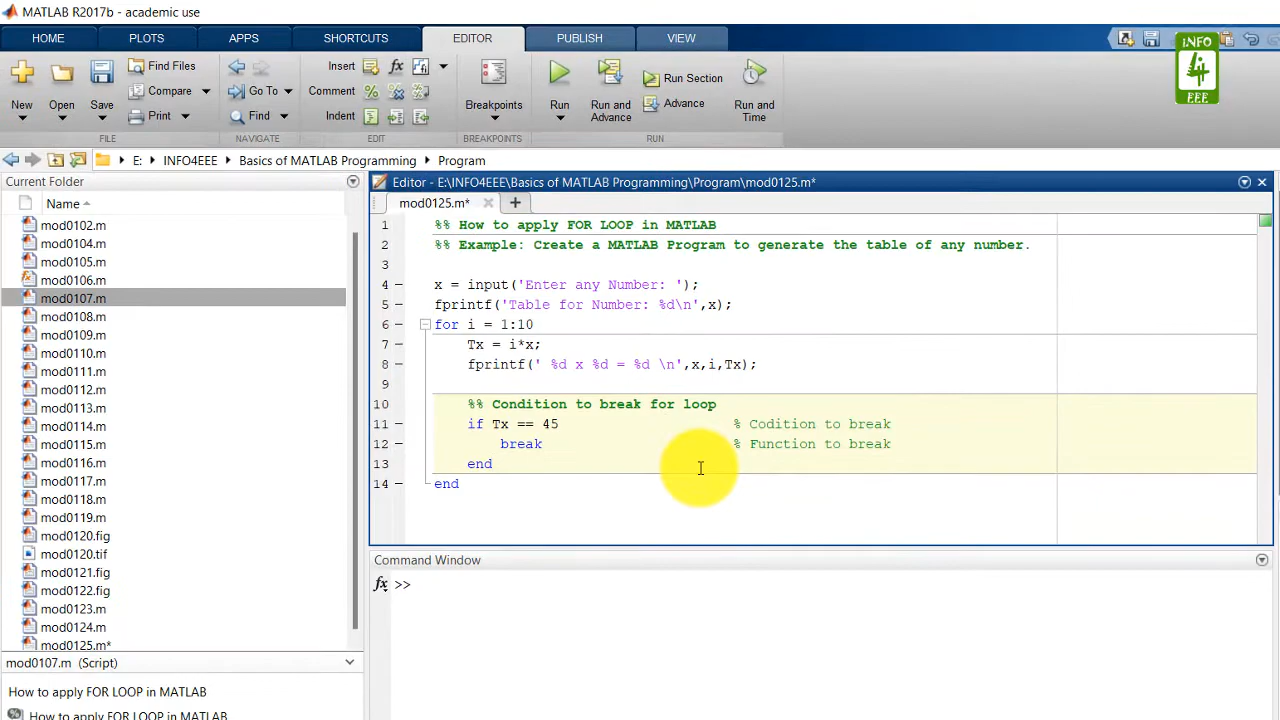 MATLAB R2017b - academic use
HOME PLOTS APPS SHORTCUTS EDITOR PUBLISH VIEW
INFO
4
EEE
New Open Save Find Files Compare Print
FILE
Go To Find
NAVIGATE
Insert fx
Comment
Indent
EDIT
Breakpoints
BREAKPOINTS
Run Run and Advance Run Section Advance Run and Time
RUN
E: INFO4EEE Basics of MATLAB Programming Program
Current Folder
Name
mod0102.m
mod0104.m
mod0105.m
mod0106.m
mod0107.m
mod0108.m
mod0109.m
mod0110.m
mod0111.m
mod0112.m
mod0113.m
mod0114.m
mod0115.m
mod0116.m
mod0117.m
mod0118.m
mod0119.m
mod0120.fig
mod0120.tif
mod0121.fig
mod0122.fig
mod0123.m
mod0124.m
mod0125.m*
mod0107.m (Script)
How to apply FOR LOOP in MATLAB
How to apply FOR LOOP in MATLAB
Editor - E:\INFO4EEE\Basics of MATLAB Programming\Program\mod0125.m*
mod0125.m*
1 %% How to apply FOR LOOP in MATLAB
2 %% Example: Create a MATLAB Program to generate the table of any number.
3
4 - x = input('Enter any Number: ');
5 - fprintf('Table for Number: %d\n',x);
6 - for i = 1:10
7 - Tx = i*x;
8 - fprintf(' %d x %d = %d \n',x,i,Tx);
9
10 %% Condition to break for loop
11 - if Tx == 45 % Codition to break
12 - break % Function to break
13 - end
14 - end
Command Window
fx >>